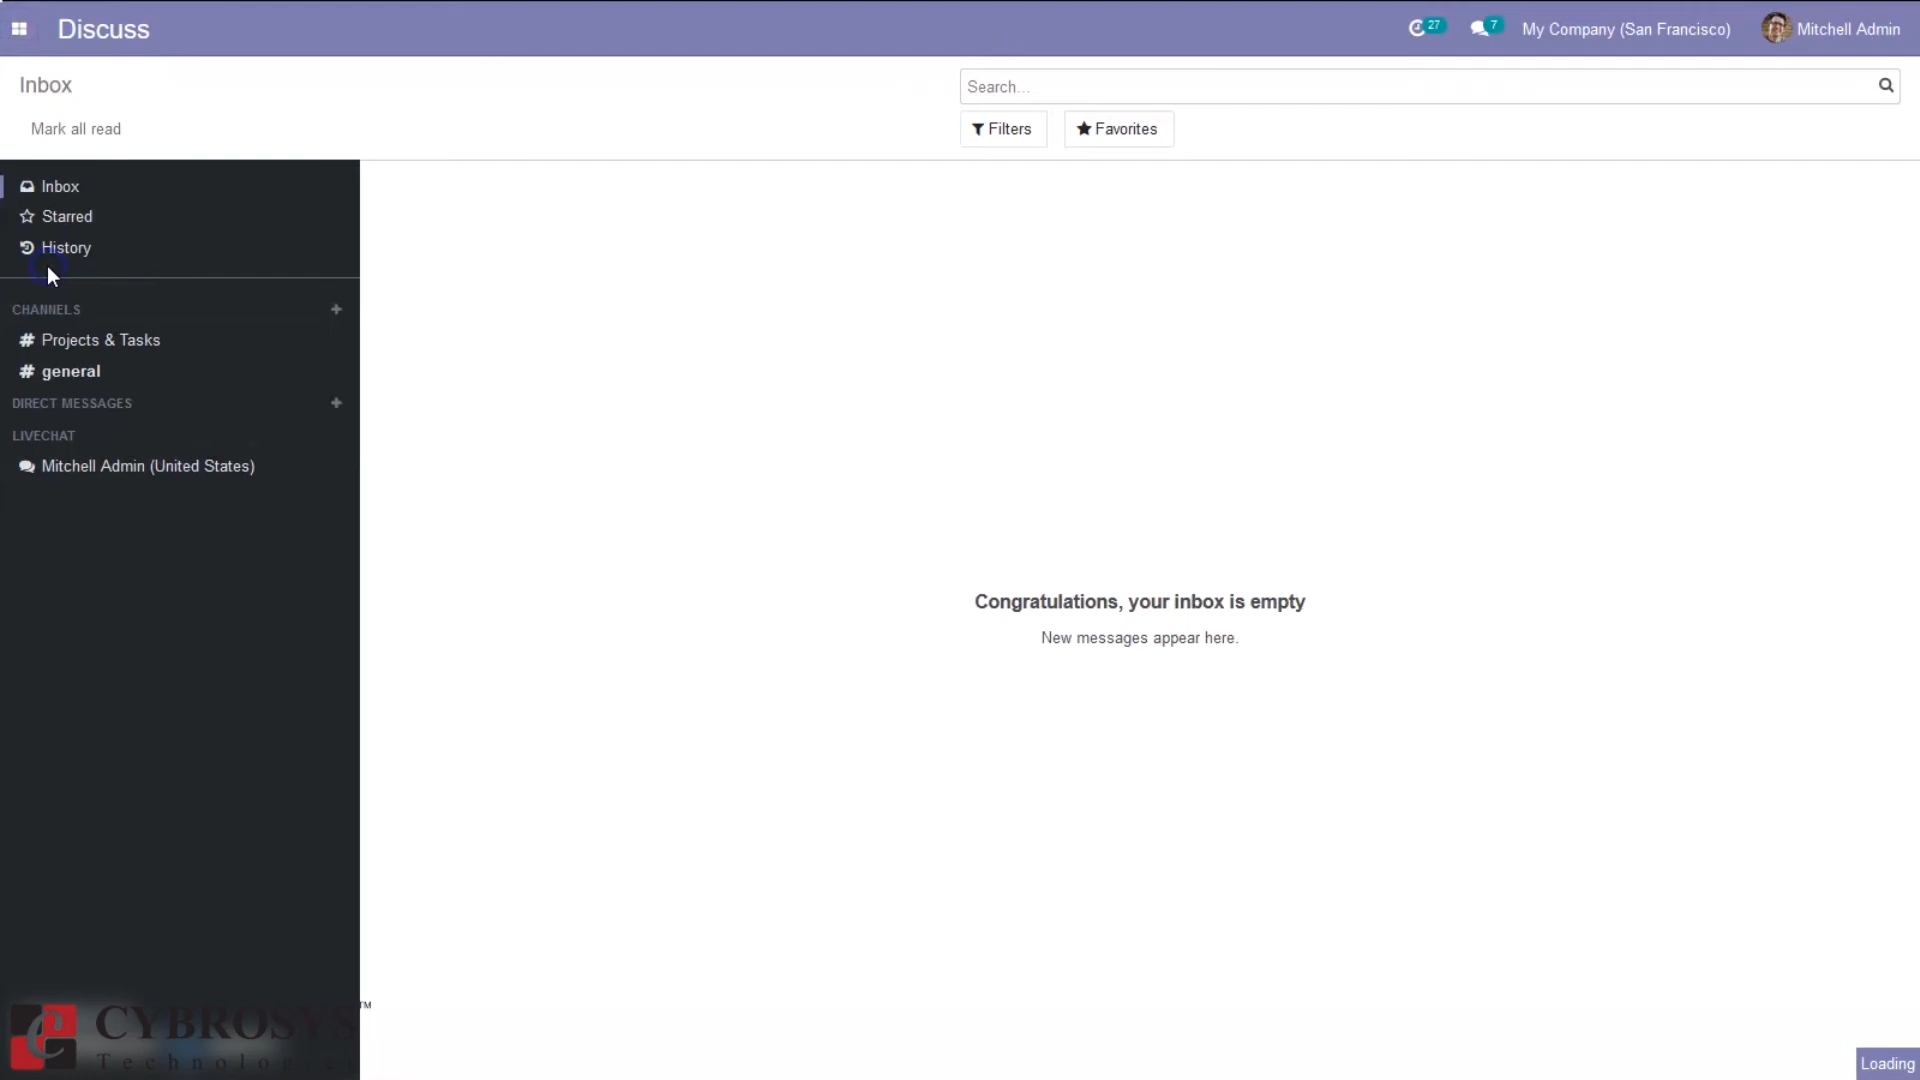 Discuss
27
7
My Company (San Francisco)
Mitchell Admin
Inbox
Search...
Mark all read
Filters
Favorites
Inbox
Starred
History
CHANNELS
# Projects & Tasks
# general
DIRECT MESSAGES
LIVECHAT
Mitchell Admin (United States)
Congratulations, your inbox is empty
New messages appear here.
CYBROSYS TM
Loading